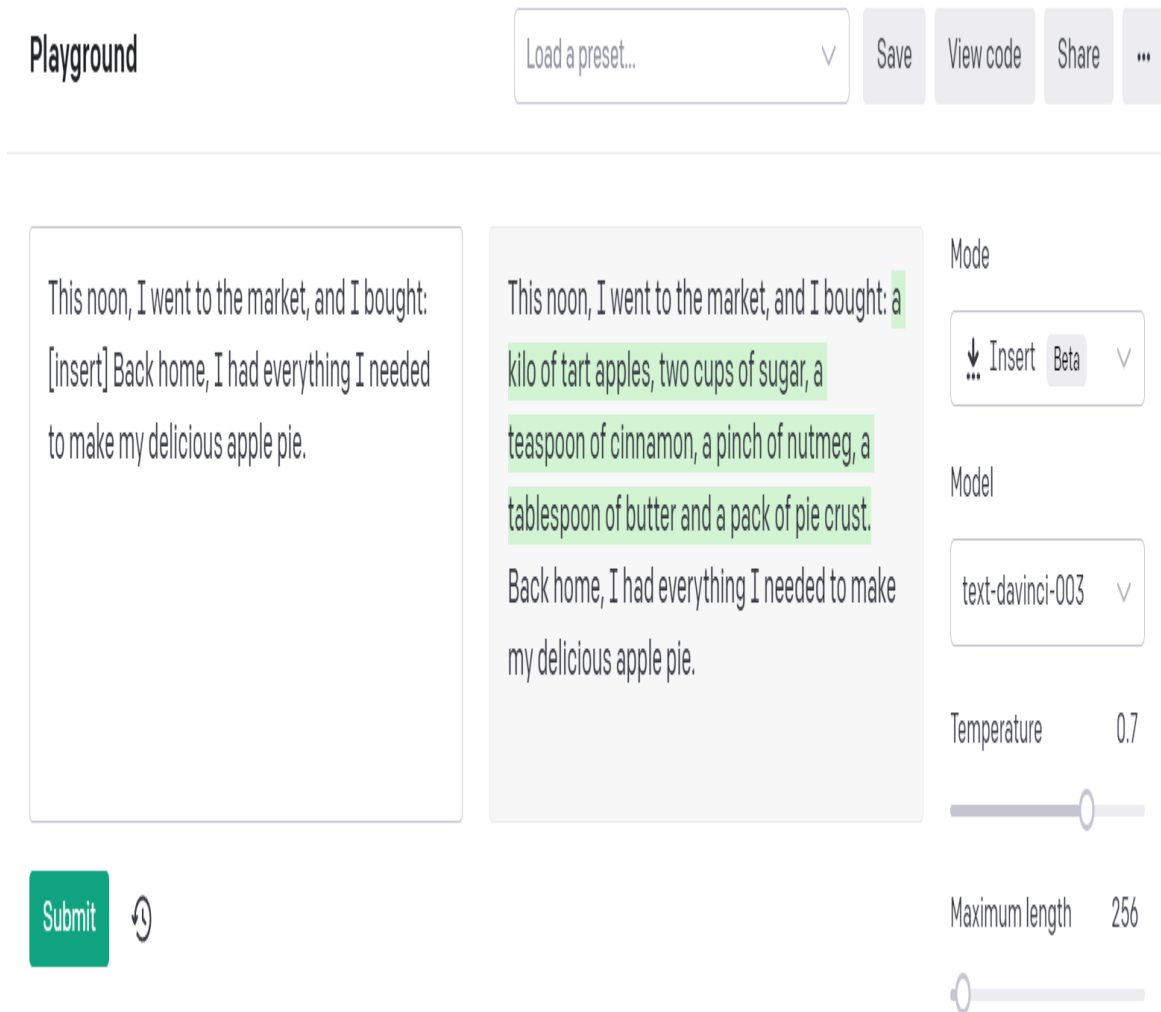 Playground
Load a preset...
Save
View code
Share
...
This noon, I went to the market, and I bought:
[insert] Back home, I had everything I needed
to make my delicious apple pie.
This noon, I went to the market, and I bought: a
kilo of tart apples, two cups of sugar, a
teaspoon of cinnamon, a pinch of nutmeg, a
tablespoon of butter and a pack of pie crust.
Back home, I had everything I needed to make
my delicious apple pie.
Mode
Insert Beta
Model
text-davinci-003
Temperature 0.7
Maximum length 256
Submit